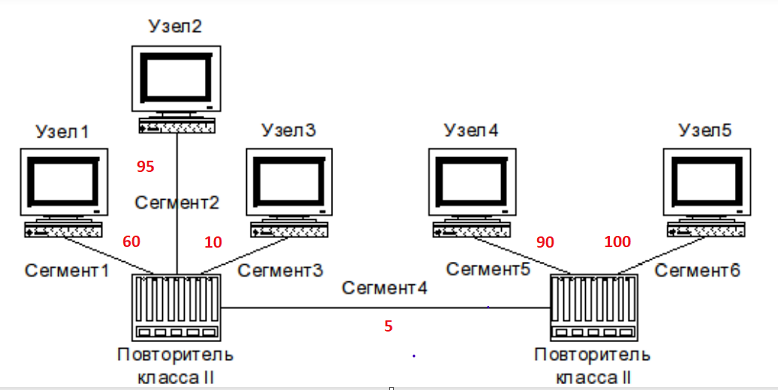 Узел2
Узел1
Узел3
Узел4
Узел5
95
Сегмент2
60
10
90
100
Сегмент1
Сегмент3
Сегмент5
Сегмент6
Сегмент4
5
Повторитель
класса II
Повторитель
класса II